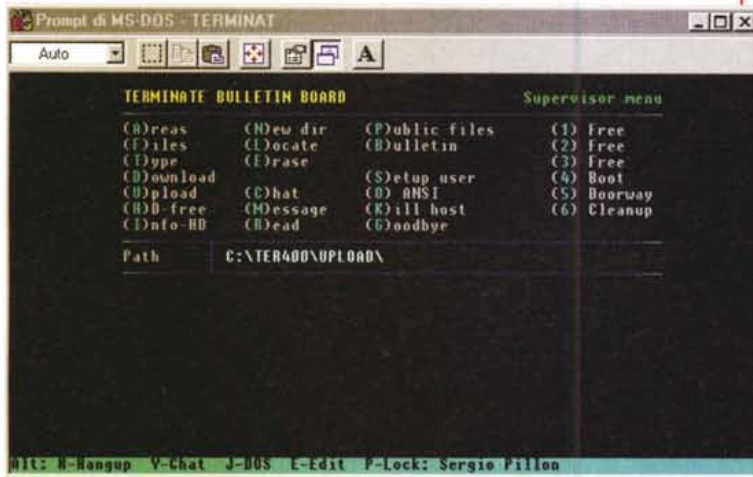 Prompt di MS-DOS - TERMINAT
Auto
A
TERMINATE BULLETIN BOARD Supervisor menu
(A)reas (N)ew dir (P)ublic files (1) Free
(F)iles (L)ocate (B)ulletin (2) Free
(T)ype (E)rase (3) Free
(D)ownload (S)etup user (4) Boot
(U)pload (C)hat (O) ANSI (5) Doorway
(H)D-free (M)essage (K)ill host (6) Cleanup
(I)nfo-HD (R)ead (G)oodbye
Path C:\TER400\UPLOAD\
Alt: H-Hangup Y-Chat J-DOS E-Edit P-Lock: Sergio Pillon